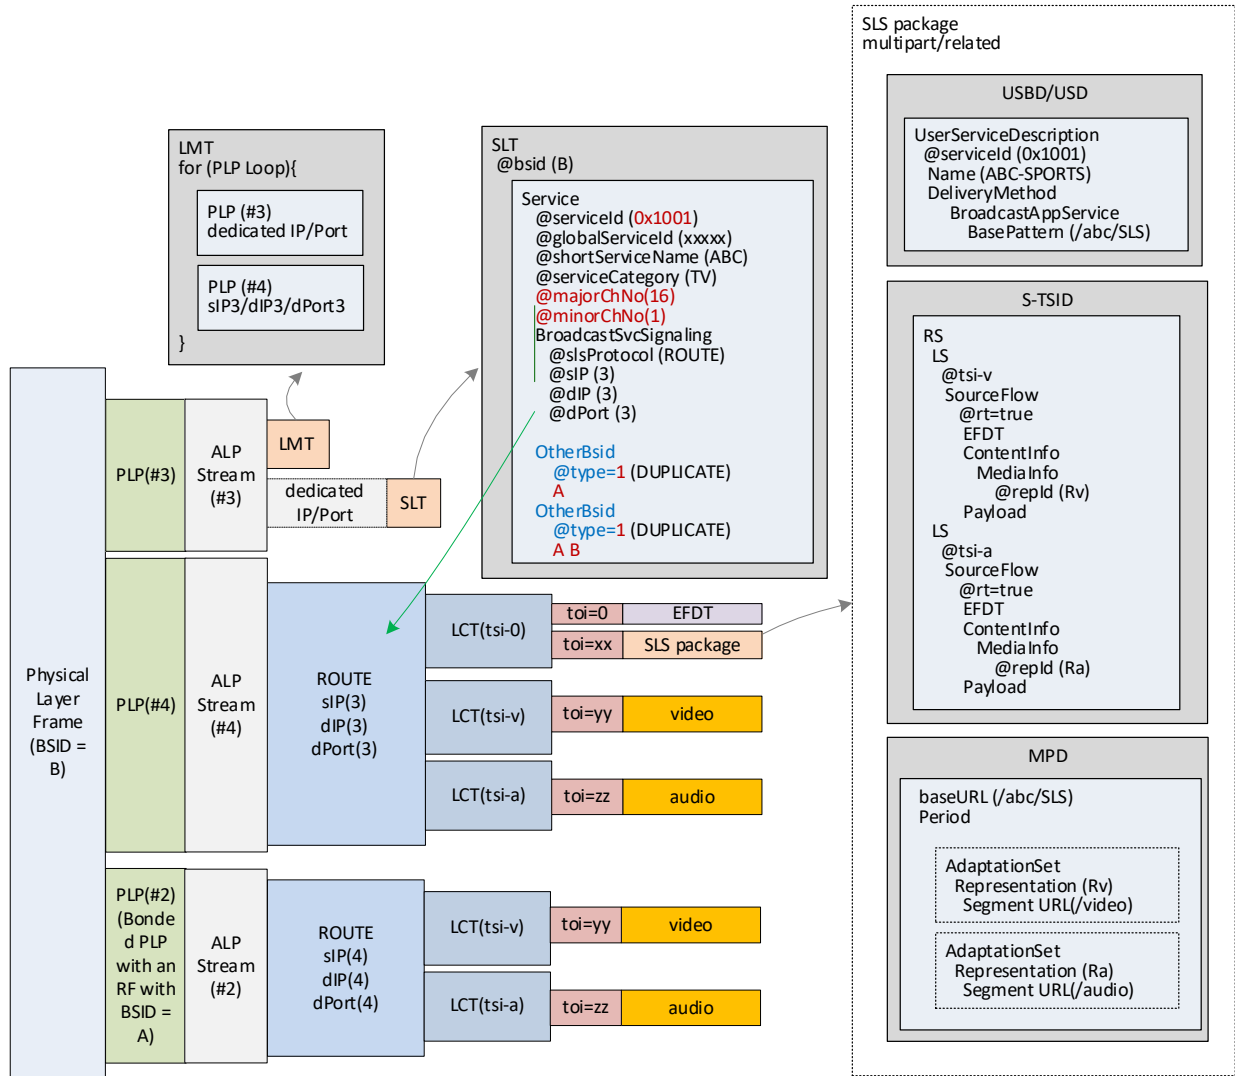 SLS package
multipart/related
USBD/USD
UserServiceDescription
@serviceId (0x1001)
Name (ABC-SPORTS)
DeliveryMethod
BroadcastAppService
BasePattern (/abc/SLS)
LMT
for (PLP Loop){
PLP (#3)
dedicated IP/Port
PLP (#4)
sIP3/dIP3/dPort3
}
SLT
@bsid (B)
Service
@serviceId (0x1001)
@globalServiceId (xxxxx)
@shortServiceName (ABC)
@serviceCategory (TV)
@majorChNo(16)
@minorChNo(1)
BroadcastSvcSignaling
@slsProtocol (ROUTE)
@sIP (3)
@dIP (3)
@dPort (3)
OtherBsid
@type=1 (DUPLICATE)
A
OtherBsid
@type=1 (DUPLICATE)
A B
S-TSID
RS
LS
@tsi-v
SourceFlow
@rt=true
EFDT
ContentInfo
MediaInfo
@repId (Rv)
Payload
LS
@tsi-a
SourceFlow
@rt=true
EFDT
ContentInfo
MediaInfo
@repId (Ra)
Payload
MPD
baseURL (/abc/SLS)
Period
AdaptationSet
Representation (Rv)
Segment URL(/video)
AdaptationSet
Representation (Ra)
Segment URL(/audio)
Physical
Layer
Frame
(BSID =
B)
PLP(#3)
ALP
Stream
(#3)
LMT
dedicated
IP/Port
SLT
PLP(#4)
ALP
Stream
(#4)
ROUTE
sIP(3)
dIP(3)
dPort(3)
LCT(tsi-0)
toi=0
EFDT
toi=xx
SLS package
LCT(tsi-v)
toi=yy
video
LCT(tsi-a)
toi=zz
audio
PLP(#2)
(Bonde
d PLP
with an
RF with
BSID =
A)
ALP
Stream
(#2)
ROUTE
sIP(4)
dIP(4)
dPort(4)
LCT(tsi-v)
toi=yy
video
LCT(tsi-a)
toi=zz
audio